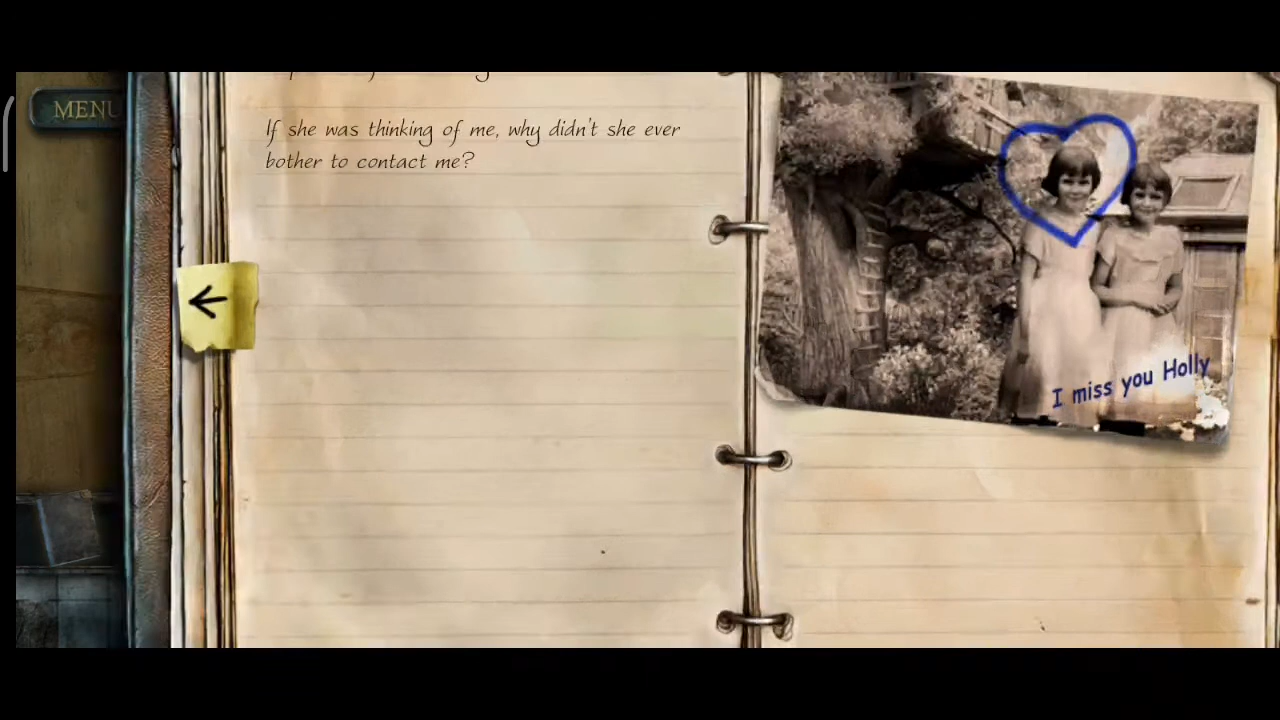 MENU
If she was thinking of me, why didn't she ever
bother to contact me?
I miss you Holly